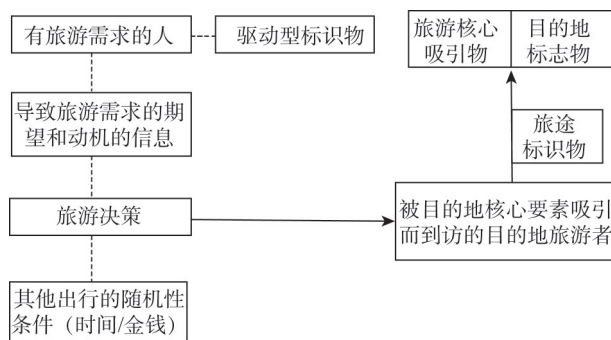 有旅游需求的人
驱动型标识物
导致旅游需求的期
望和动机的信息
旅游决策
其他出行的随机性
条件（时间/金钱）
旅游核心
吸引物
目的地
标志物
旅途
标识物
被目的地核心要素吸引
而到访的目的地旅游者